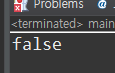 Problems @
<terminated> main
false